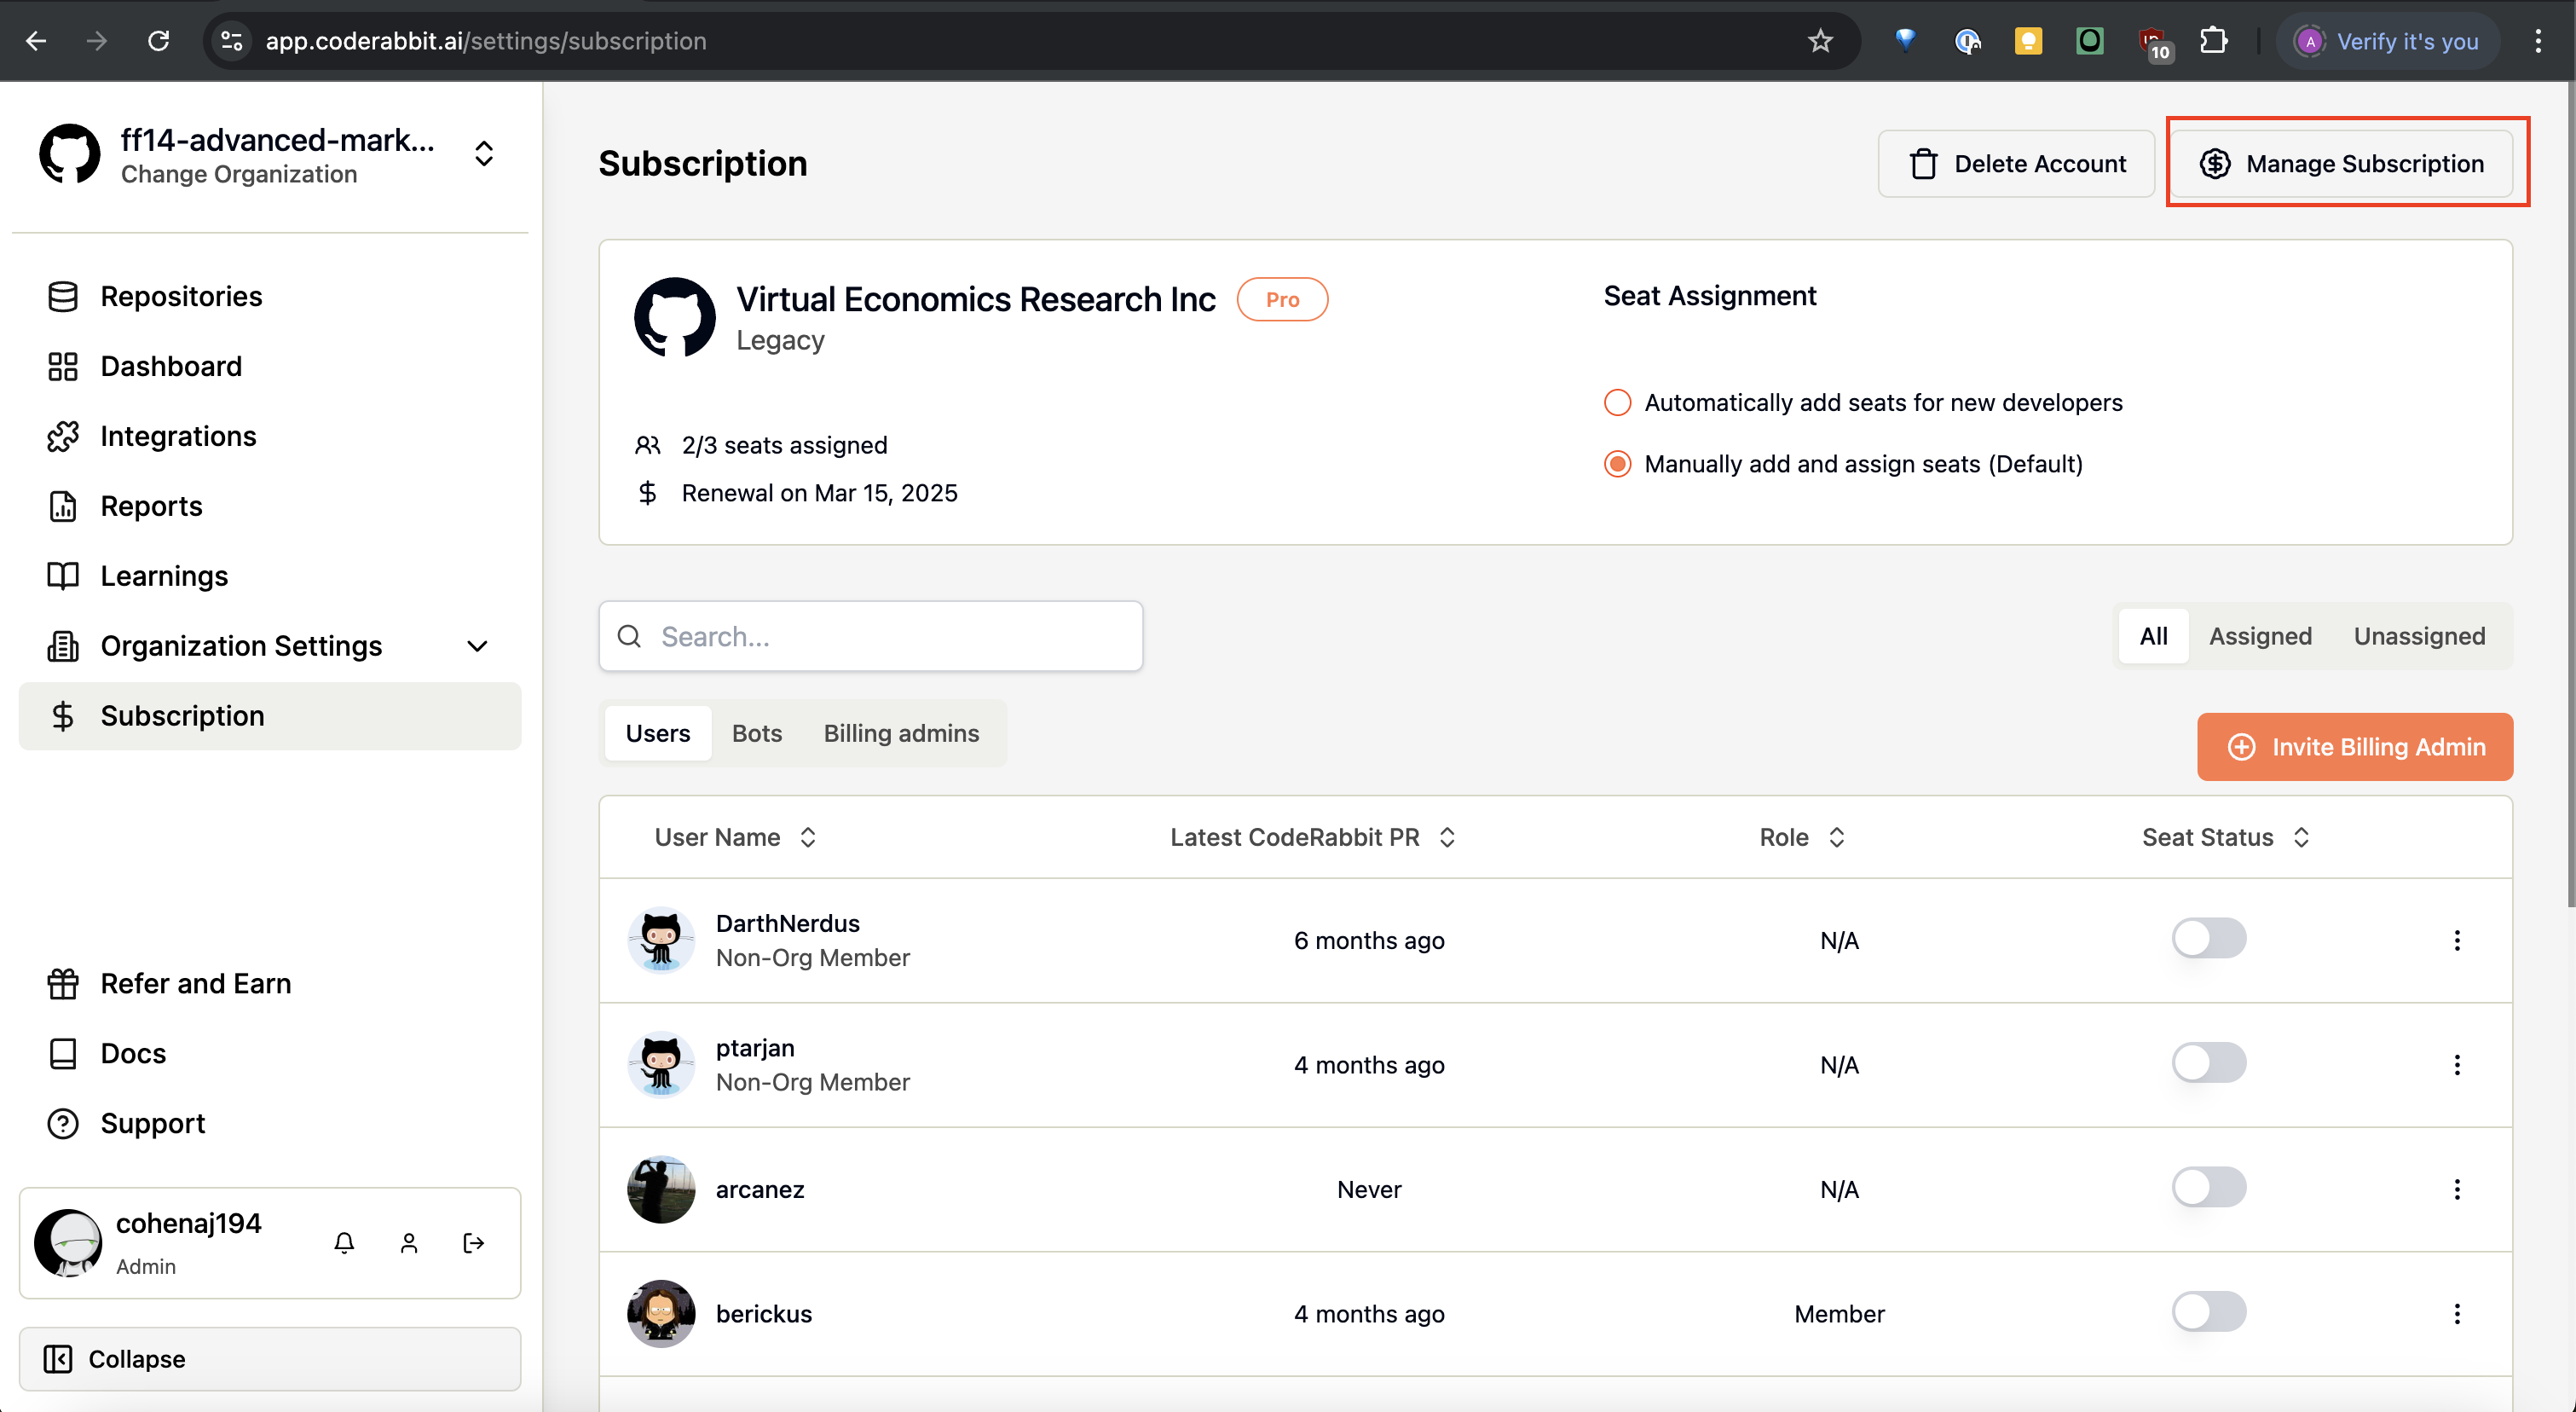 app.coderabbit.ai/settings/subscription
10
A
Verify it's you
ff14-advanced-mark...
Change Organization
Repositories
Dashboard
Integrations
Reports
Learnings
Organization Settings
Subscription
Refer and Earn
Docs
Support
cohenaj194
Admin
Collapse
Subscription
Delete Account
Manage Subscription
Virtual Economics Research Inc
Pro
Legacy
2/3 seats assigned
Renewal on Mar 15, 2025
Seat Assignment
Automatically add seats for new developers
Manually add and assign seats (Default)
Search...
All
Assigned
Unassigned
Users
Bots
Billing admins
Invite Billing Admin
User Name
Latest CodeRabbit PR
Role
Seat Status
DarthNerdus
Non-Org Member
6 months ago
N/A
ptarjan
Non-Org Member
4 months ago
N/A
arcanez
Never
N/A
berickus
4 months ago
Member